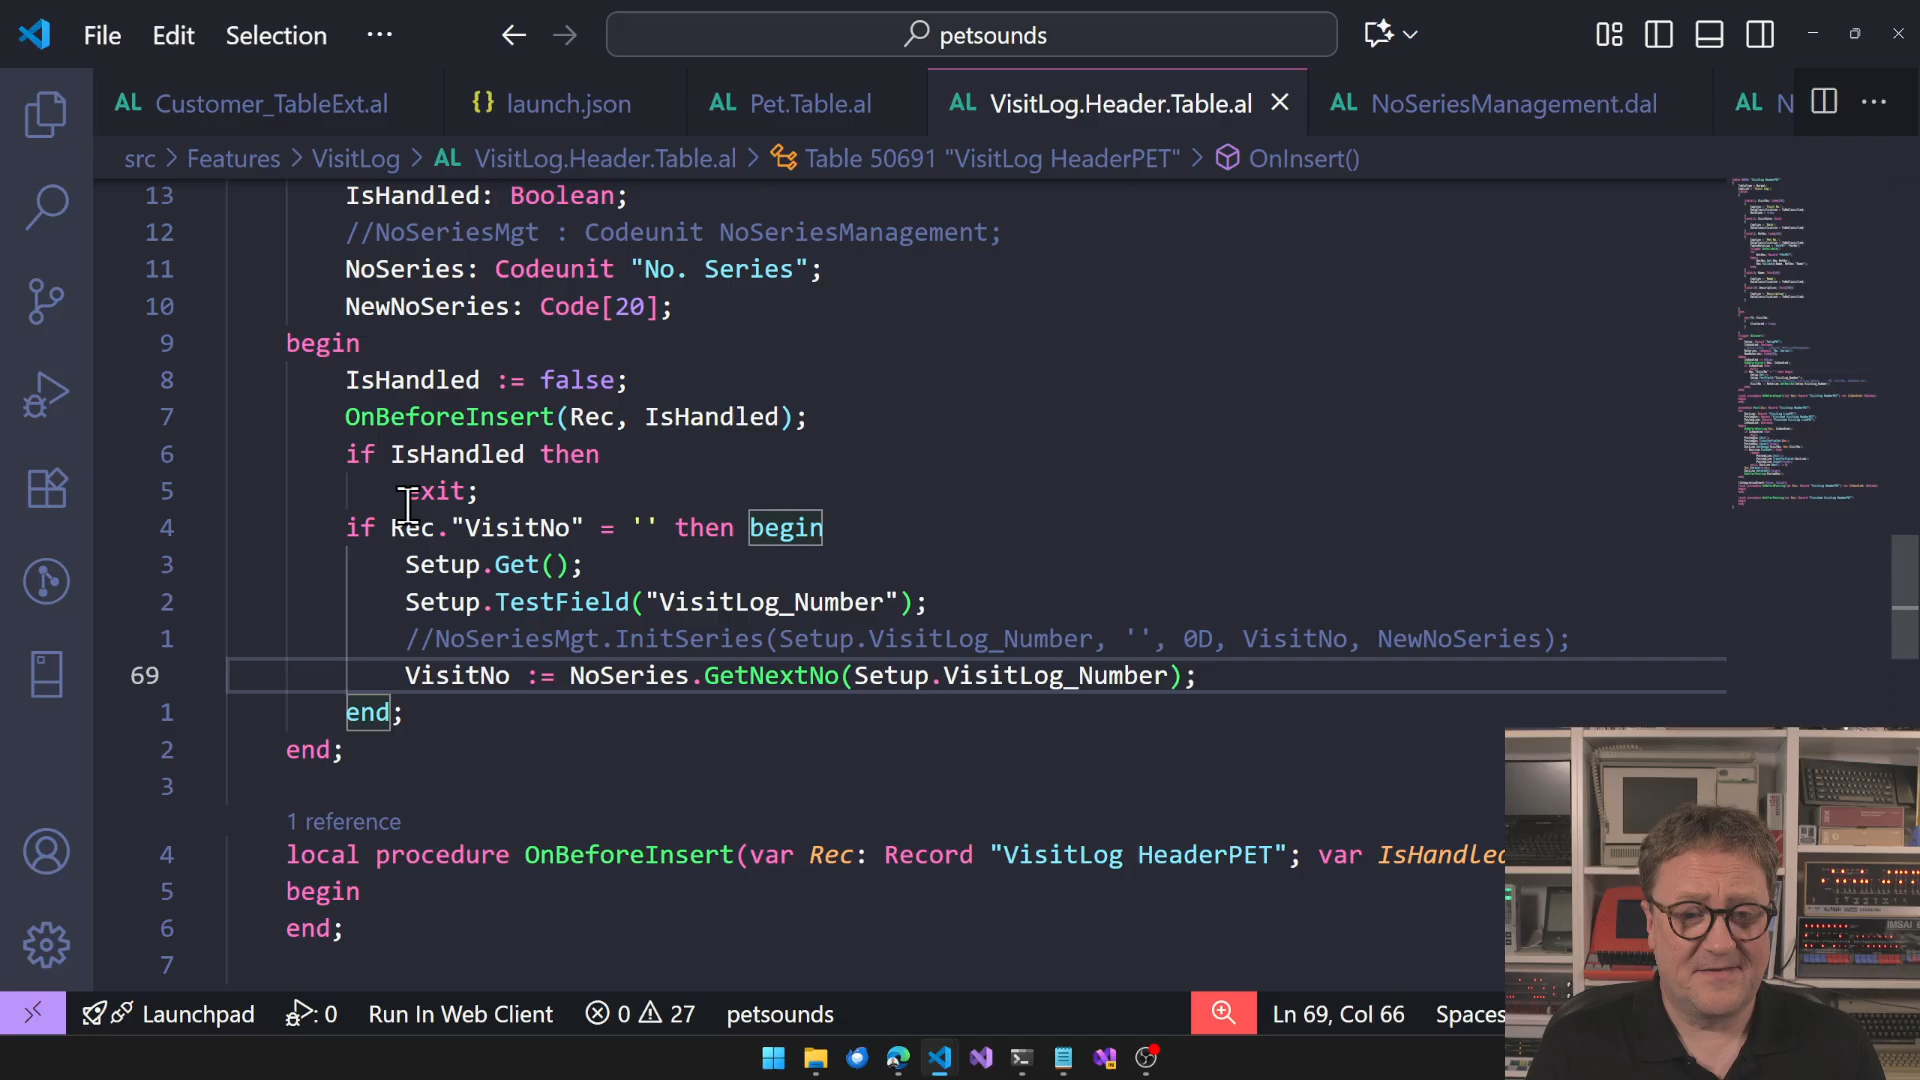 File Edit Selection ··· petsounds
AL Customer_TableExt.al {} launch.json AL Pet.Table.al AL VisitLog.Header.Table.al AL NoSeriesManagement.dal AL N
src > Features > VisitLog > AL VisitLog.Header.Table.al > Table 50691 "VisitLog HeaderPET" > OnInsert()
13 IsHandled: Boolean;
12 //NoSeriesMgt : Codeunit NoSeriesManagement;
11 NoSeries: Codeunit "No. Series";
10 NewNoSeries: Code[20];
9 begin
8 IsHandled := false;
7 OnBeforeInsert(Rec, IsHandled);
6 if IsHandled then
5 exit;
4 if Rec."VisitNo" = '' then begin
3 Setup.Get();
2 Setup.TestField("VisitLog_Number");
1 //NoSeriesMgt.InitSeries(Setup.VisitLog_Number, '', 0D, VisitNo, NewNoSeries);
69 VisitNo := NoSeries.GetNextNo(Setup.VisitLog_Number);
1 end;
2 end;
3
1 reference
4 local procedure OnBeforeInsert(var Rec: Record "VisitLog HeaderPET"; var IsHandled
5 begin
6 end;
7
Launchpad : 0 Run In Web Client 0 27 petsounds Ln 69, Col 66 Spaces